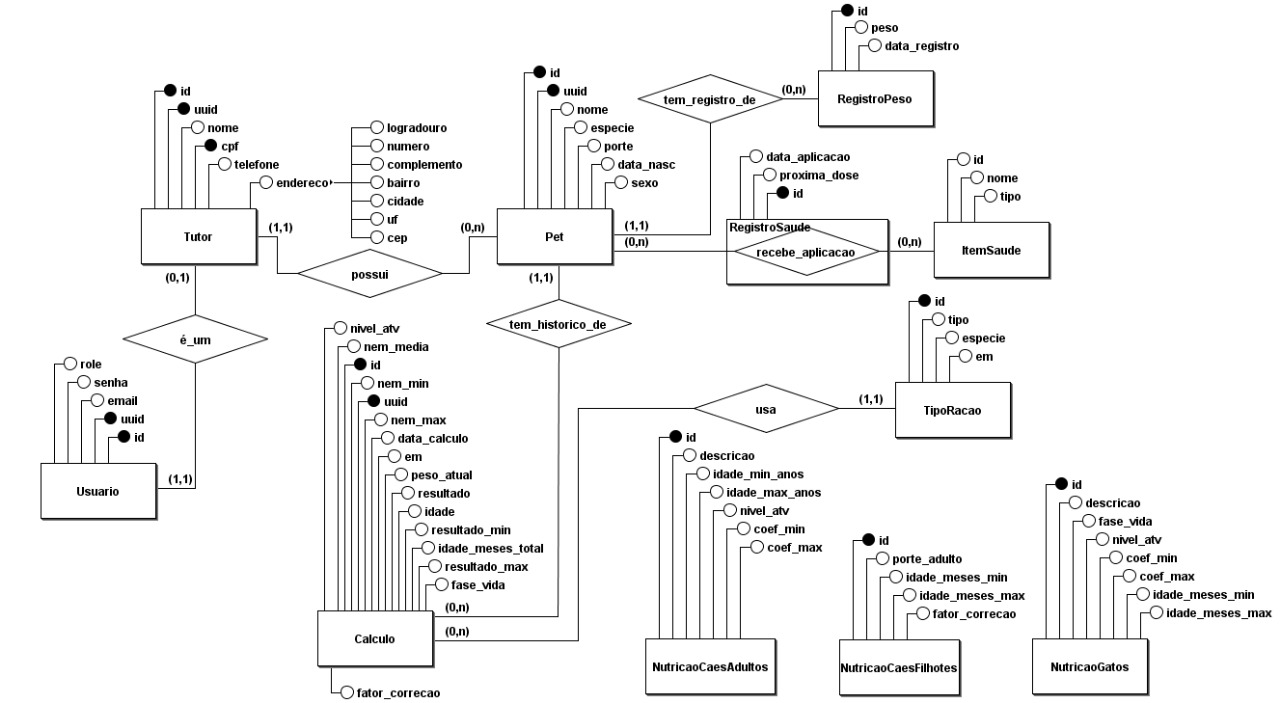 id
peso
data_registro
RegistroPeso
(0,n)
tem_registro_de
id
uuid
nome
especie
porte
data_nasc
sexo
Pet
(0,n)
(1,1)
(0,n)
(1,1)
id
uuid
nome
cpf
telefone
endereco
logradouro
numero
complemento
bairro
cidade
uf
cep
Tutor
(1,1)
(0,1)
possui
data_aplicacao
proxima_dose
id
RegistroSaude
recebe_aplicacao
(0,n)
id
nome
tipo
ItemSaude
tem_historico_de
é_um
role
senha
email
uuid
id
Usuario
(1,1)
nivel_atv
nem_media
id
nem_min
uuid
nem_max
data_calculo
em
peso_atual
resultado
idade
resultado_min
idade_meses_total
resultado_max
fase_vida
Calculo
(0,n)
(0,n)
fator_correcao
usa
(1,1)
id
tipo
especie
em
TipoRacao
id
descricao
idade_min_anos
idade_max_anos
nivel_atv
coef_min
coef_max
NutricaoCaesAdultos
id
porte_adulto
idade_meses_min
idade_meses_max
fator_correcao
NutricaoCaesFilhotes
id
descricao
fase_vida
nivel_atv
coef_min
coef_max
idade_meses_min
idade_meses_max
NutricaoGatos